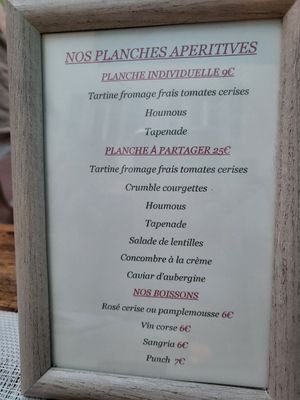 NOS PLANCHES APERITIVES
PLANCHE INDIVIDUELLE 9€
Tartine fromage frais tomates cerises
Houmous
Tapenade
PLANCHE À PARTAGER 25€
Tartine fromage frais tomates cerises
Crumble courgettes
Houmous
Tapenade
Salade de lentilles
Concombre à la crème
Caviar d'aubergine
NOS BOISSONS
Rosé cerise ou pamplemousse 6€
Vin corse 6€
Sangria 6€
Punch 7€